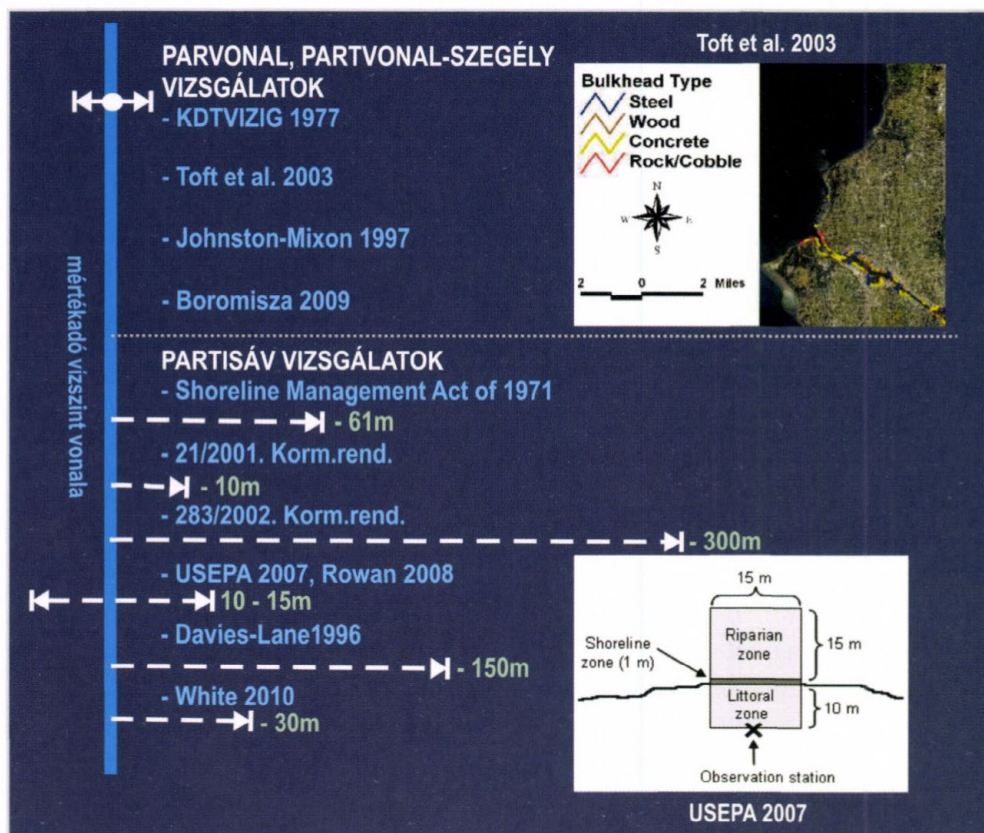 PARVONAL, PARTVONAL-SZEGÉLY
VIZSGÁLATOK
- KDTVIZIG 1977
- Toft et al. 2003
- Johnston-Mixon 1997
- Boromisza 2009
mértékadó vízszint vonala
Toft et al. 2003
Bulkhead Type
Steel
Wood
Concrete
Rock/Cobble
N
W E
S
2 0 2 Miles
PARTISÁV VIZSGÁLATOK
- Shoreline Management Act of 1971
- 61m
- 21/2001. Korm.rend.
- 10m
- 283/2002. Korm.rend.
- 300m
- USEPA 2007, Rowan 2008
10 - 15m
- Davies-Lane1996
- 150m
- White 2010
- 30m
15 m
Riparian
zone
15 m
Shoreline
zone (1 m)
Littoral
zone
10 m
Observation station
USEPA 2007